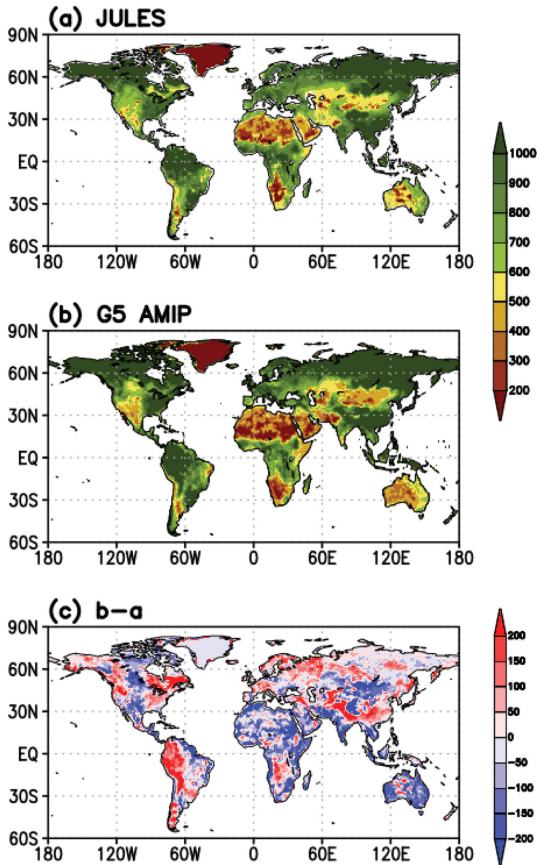 (a) JULES
90N
60N
30N
EQ
30S
60S
180 120W 60W 0 60E 120E 180
1000
900
800
700
600
500
400
300
200
(b) G5 AMIP
90N
60N
30N
EQ
30S
60S
180 120W 60W 0 60E 120E 180
(c) b-a
90N
60N
30N
EQ
30S
60S
180 120W 60W 0 60E 120E 180
200
150
100
50
0
-50
-100
-150
-200